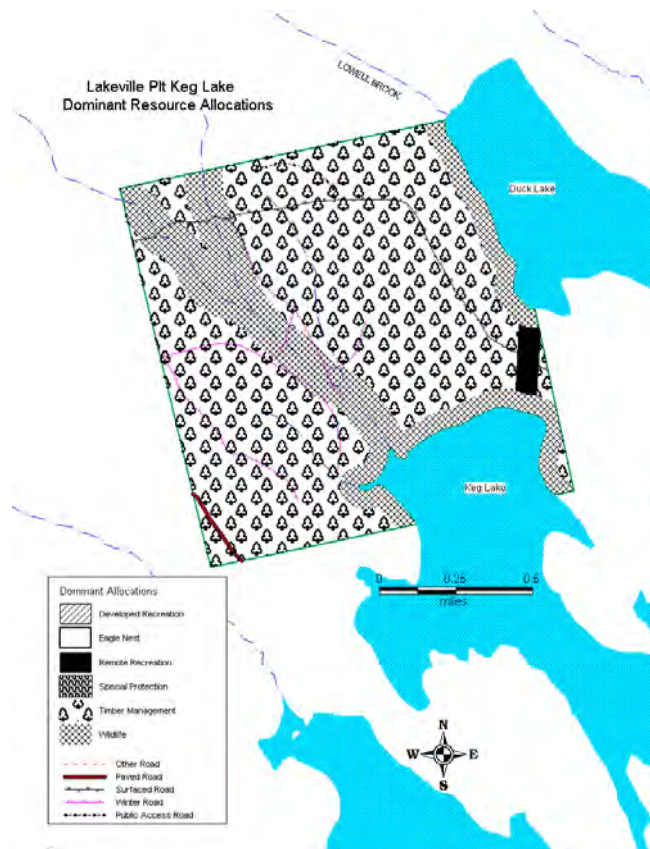 LOWELL BROOK
Lakeville Plt Keg Lake
Dominant Resource Allocations
Duck Lake
Keg Lake
0 0.25 0.5
miles
Dominant Allocations
Developed Recreation
Eagle Nest
Remote Recreation
Special Protection
Timber Management
Wildlife
Other Road
Paved Road
Surfaced Road
Winter Road
Public Access Road
N
W E
S